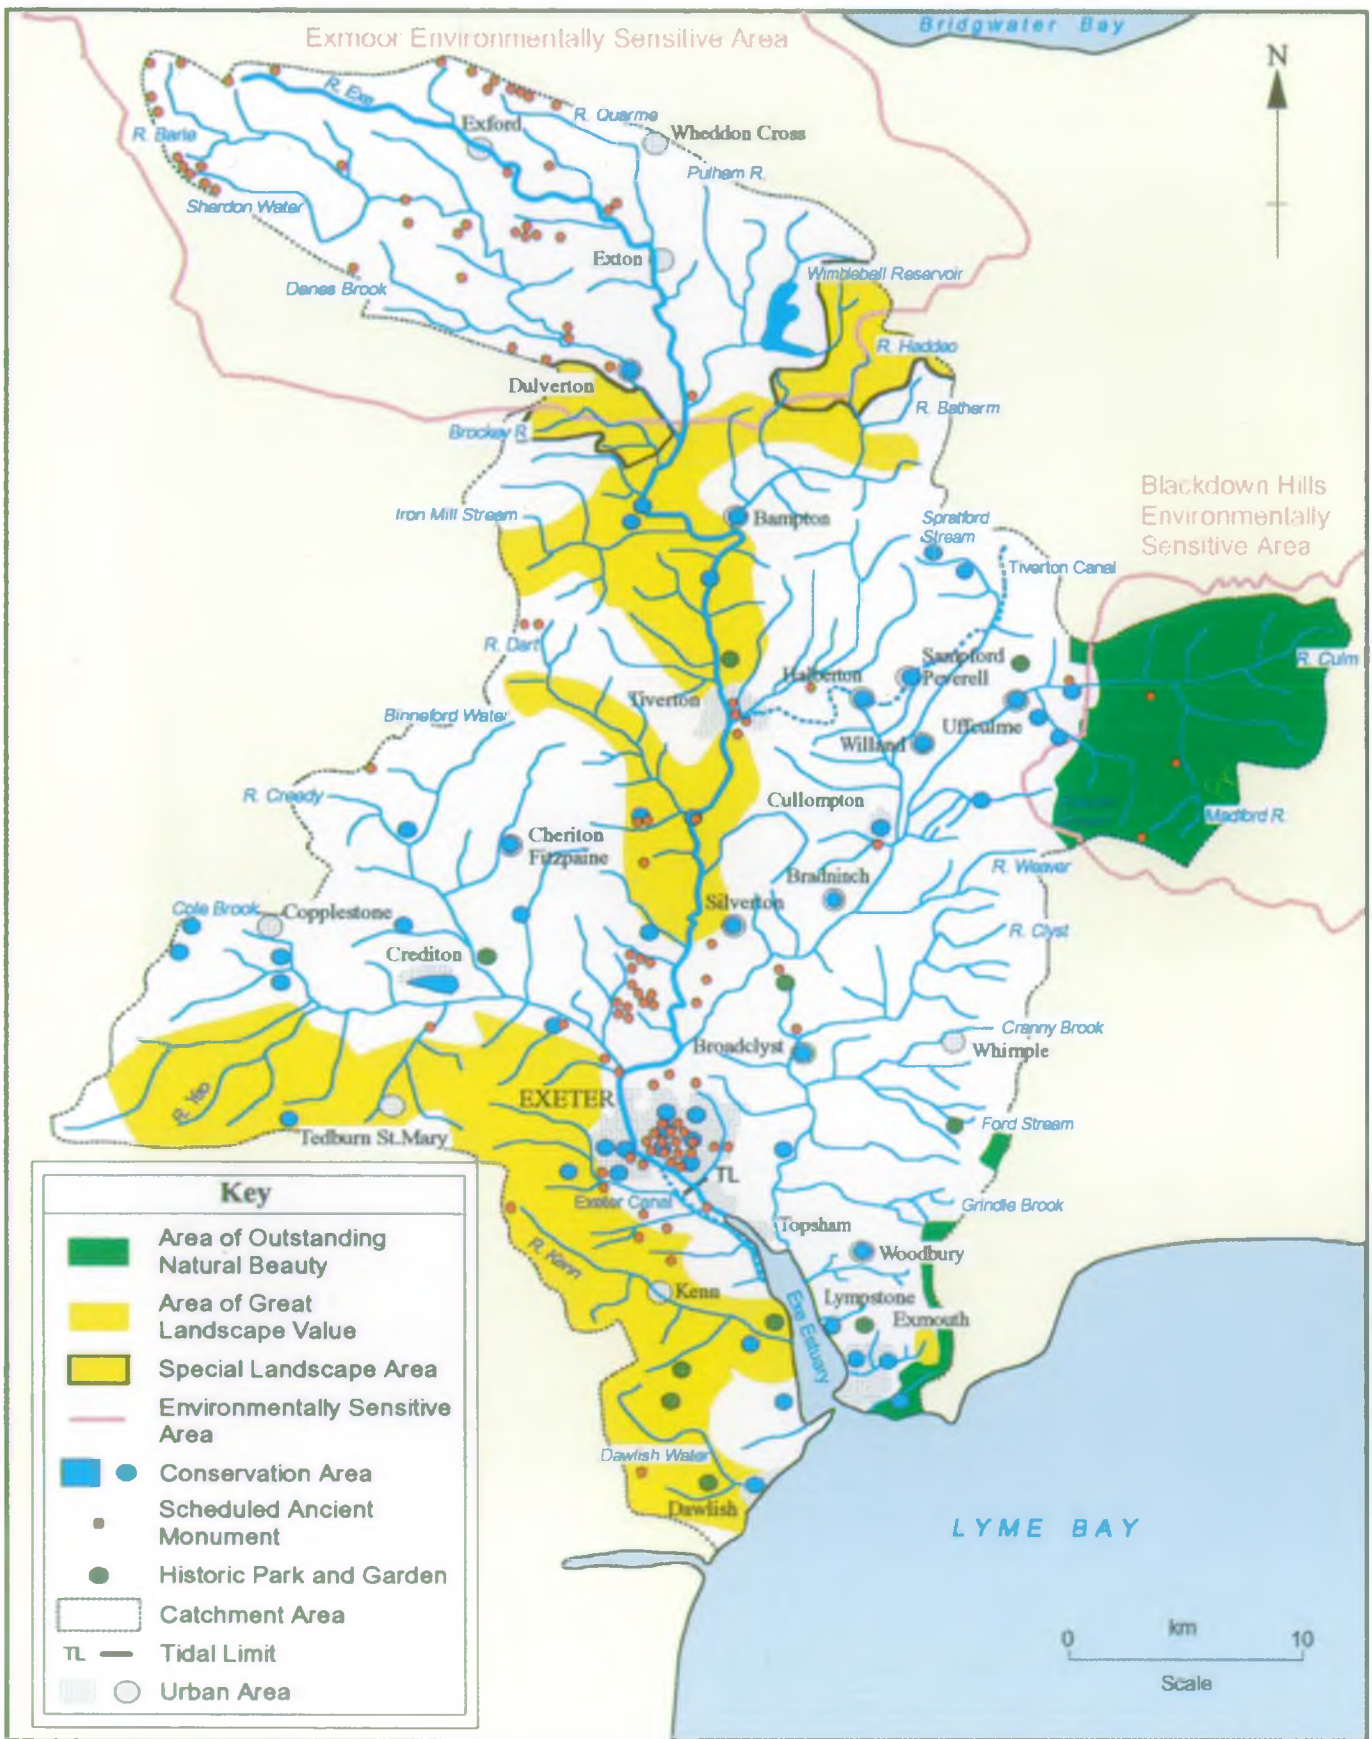 Bridgwater Bay
Exmoor Environmentally Sensitive Area
N
R. Exe
R. Quarme
Exford
R. Barle
Wheddon Cross
Pulham R.
Shardon Water
Exton
Wimbleball Reservoir
Danes Brook
R. Haddeo
Dulverton
R. Batherm
Brockey R.
Blackdown Hills
Environmentally
Sensitive Area
Iron Mill Stream
Bampton
Spratford
Stream
Tiverton Canal
R. Dart
Halberton
Sampford
Peverell
R. Culm
Tiverton
Binneford Water
Uffculme
Willand
R. Creedy
Cullompton
Madford R.
Cheriton
Fitzpaine
R. Weaver
Bradninch
Silverton
Cole Brook
Copplestone
R. Clyst
Crediton
Cranny Brook
Broadclyst
Whimple
R. Yeo
EXETER
Ford Stream
Tedburn St.Mary
TL
Exeter Canal
Grindle Brook
Topsham
Woodbury
R. Kenn
Kenn
Lympstone
Exe Estuary
Exmouth
Dawlish Water
Dawlish
LYME BAY
km
0 10
Scale
Key
Area of Outstanding
Natural Beauty
Area of Great
Landscape Value
Special Landscape Area
Environmentally Sensitive
Area
Conservation Area
Scheduled Ancient
Monument
Historic Park and Garden
Catchment Area
TL Tidal Limit
Urban Area